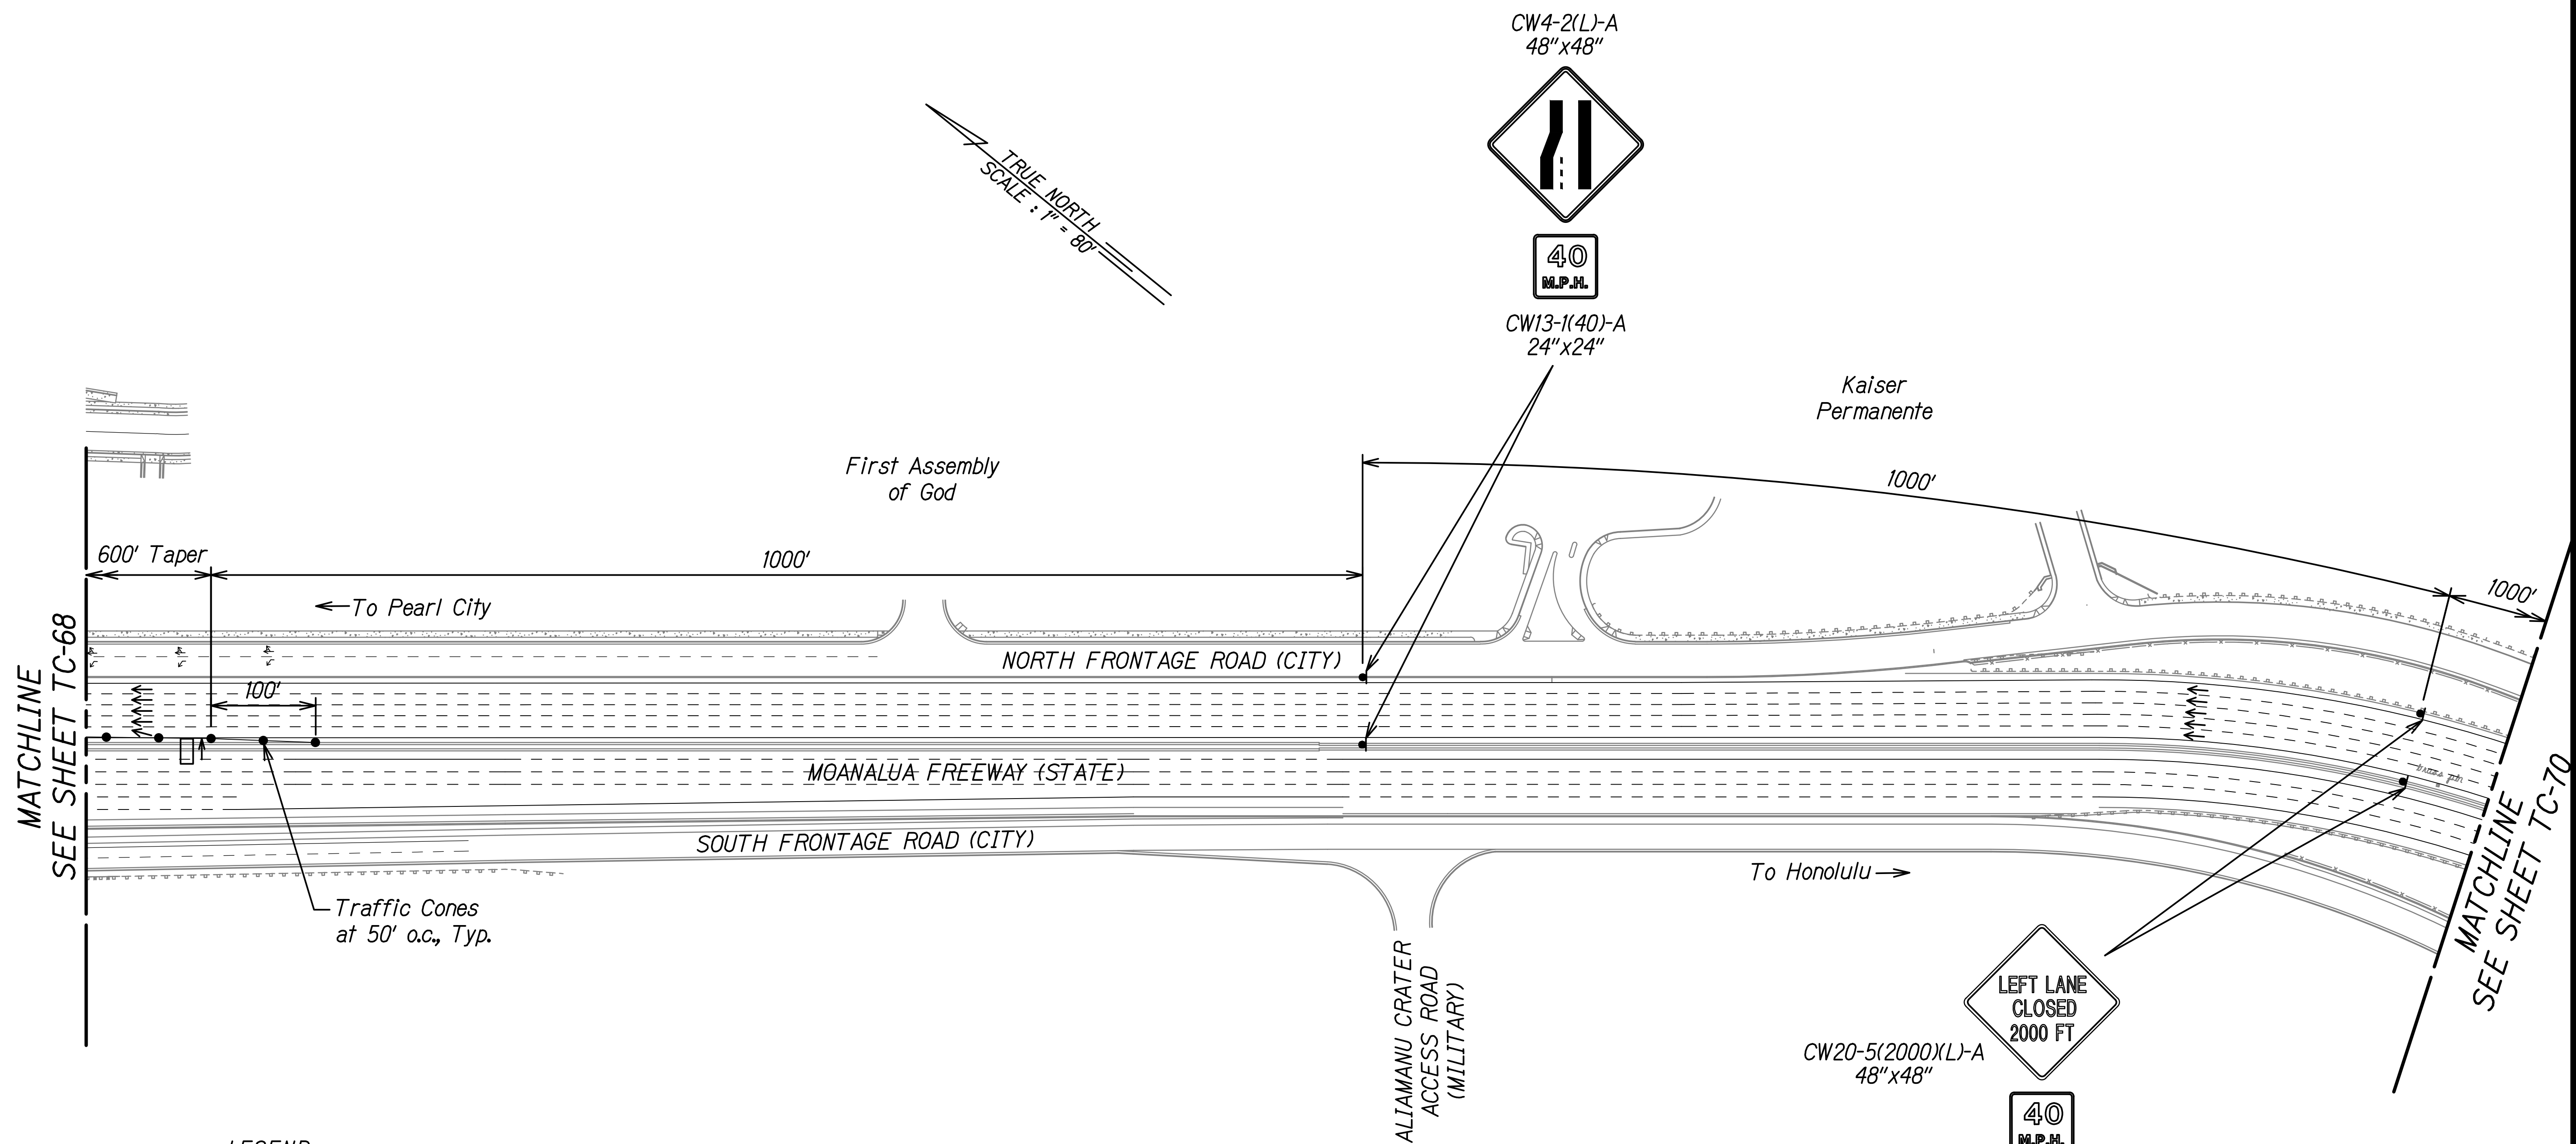 CW4-2(L)-A
48"x48"
40
M.P.H.
CW13-1(40)-A
24"x24"
TRUE NORTH
SCALE : 1" = 80'
Kaiser
Permanente
First Assembly
of God
1000'
600' Taper
1000'
1000'
To Pearl City
NORTH FRONTAGE ROAD (CITY)
100'
MATCHLINE
SEE SHEET TC-68
MOANALUA FREEWAY (STATE)
SOUTH FRONTAGE ROAD (CITY)
To Honolulu
Traffic Cones
at 50' o.c., Typ.
ALIAMANU CRATER
ACCESS ROAD
(MILITARY)
MATCHLINE
SEE SHEET TC-70
LEFT LANE
CLOSED
2000 FT
CW20-5(2000)(L)-A
48"x48"
40
M.P.H.
LEGEND